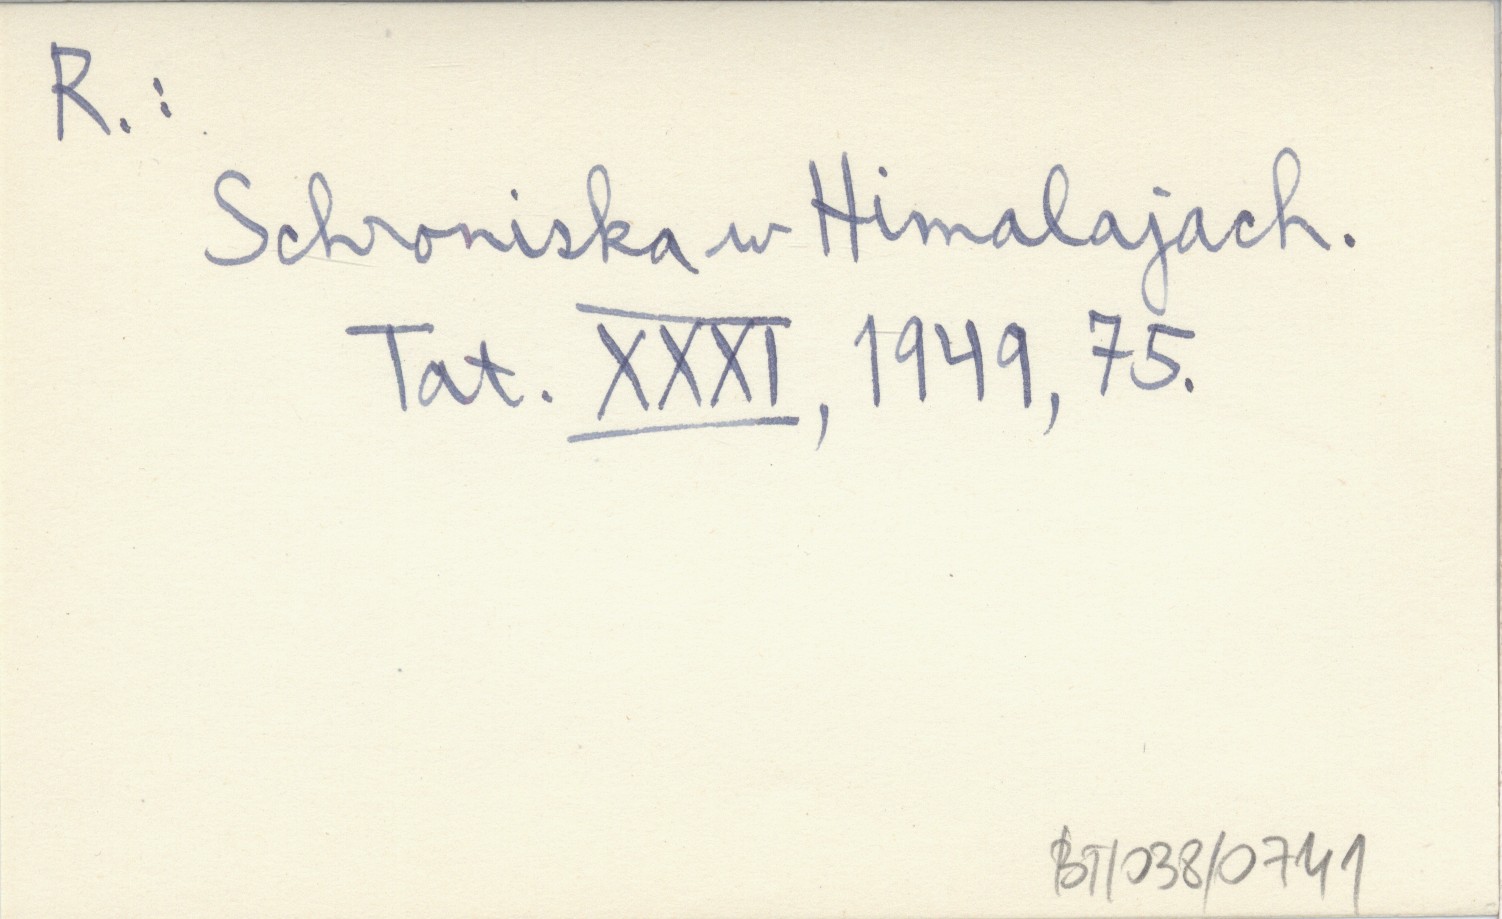 R.:
Schroniska w Himalajach.
Tat. XXXI, 1949, 75.
BT/038/0741